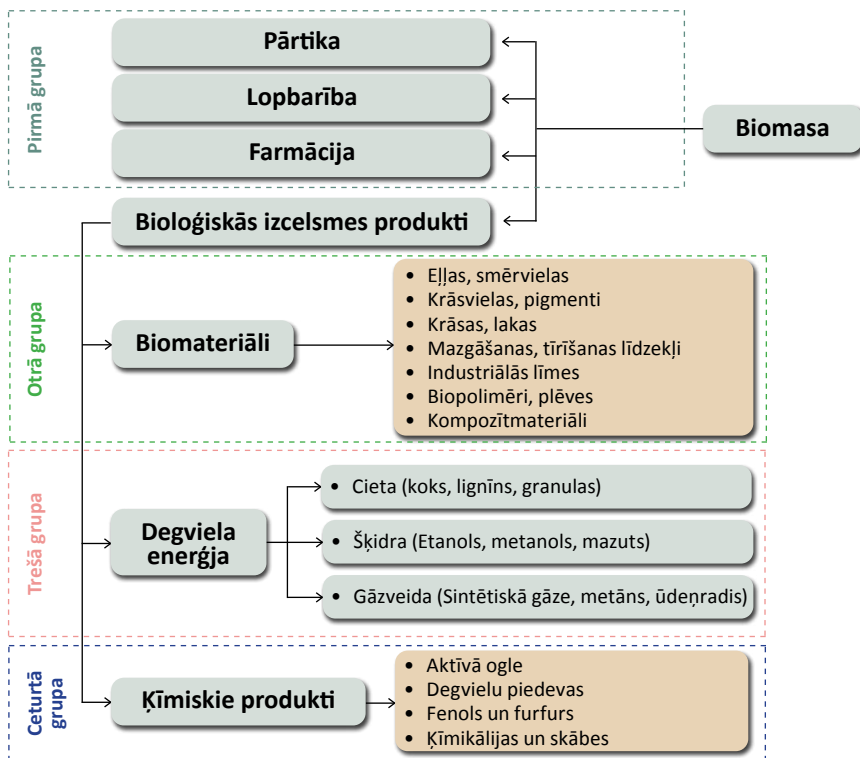 Pirmā grupa
Pārtika
Lopbarība
Farmācija
Biomasa
Bioloģiskās izcelsmes produkti
Otrā grupa
Biomateriāli
• Eļļas, smērvielas
• Krāsvielas, pigmenti
• Krāsas, lakas
• Mazgāšanas, tīrīšanas līdzekļi
• Industriālās līmes
• Biopolimēri, plēves
• Kompozītmateriāli
Trešā grupa
Degviela
enerģja
• Cieta (koks, lignīns, granulas)
• Šķidra (Etanols, metanols, mazuts)
• Gāzveida (Sintētiskā gāze, metāns, ūdeņradis)
Ceturtā
grupa
Ķīmiskie produkti
• Aktīvā ogle
• Degvielu piedevas
• Fenols un furfurs
• Ķīmikālijas un skābes